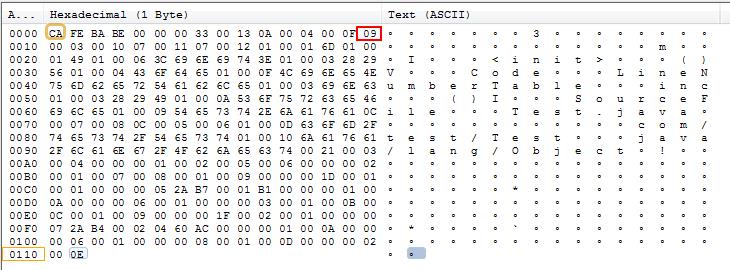 A... Hexadecimal (1 Byte) Text (ASCII)
0000 CA FE BA BE 00 00 00 33 00 13 0A 00 04 00 0F 09 ∘ ∘ ∘ ∘ ∘ ∘ ∘ 3 ∘ ∘ ∘ ∘ ∘ ∘ ∘ ∘
0010 00 03 00 10 07 00 11 07 00 12 01 00 01 6D 01 00 ∘ ∘ ∘ ∘ ∘ ∘ ∘ ∘ ∘ ∘ ∘ ∘ ∘ m ∘ ∘
0020 01 49 01 00 06 3C 69 6E 69 74 3E 01 00 03 28 29 ∘ I ∘ ∘ ∘ < i n i t > ∘ ∘ ∘ ( )
0030 56 01 00 04 43 6F 64 65 01 00 0F 4C 69 6E 65 4E V ∘ ∘ ∘ C o d e ∘ ∘ ∘ L i n e N
0040 75 6D 62 65 72 54 61 62 6C 65 01 00 03 69 6E 63 u m b e r T a b l e ∘ ∘ ∘ i n c
0050 01 00 03 28 29 49 01 00 0A 53 6F 75 72 63 65 46 ∘ ∘ ∘ ( ) I ∘ ∘ ∘ S o u r c e F
0060 69 6C 65 01 00 09 54 65 73 74 2E 6A 61 76 61 0C i l e ∘ ∘ ∘ T e s t . j a v a ∘
0070 00 07 00 08 0C 00 05 00 06 01 00 0D 63 6F 6D 2F ∘ ∘ ∘ ∘ ∘ ∘ ∘ ∘ ∘ ∘ ∘ ∘ c o m /
0080 74 65 73 74 2F 54 65 73 74 01 00 10 6A 61 76 61 t e s t / T e s t ∘ ∘ ∘ j a v a
0090 2F 6C 61 6E 67 2F 4F 62 6A 65 63 74 00 21 00 03 / l a n g / O b j e c t ∘ ! ∘ ∘
00A0 00 04 00 00 00 01 00 02 00 05 00 06 00 00 00 02 ∘ ∘ ∘ ∘ ∘ ∘ ∘ ∘ ∘ ∘ ∘ ∘ ∘ ∘ ∘ ∘
00B0 00 01 00 07 00 08 00 01 00 09 00 00 00 1D 00 01 ∘ ∘ ∘ ∘ ∘ ∘ ∘ ∘ ∘ ∘ ∘ ∘ ∘ ∘ ∘ ∘
00C0 00 01 00 00 00 05 2A B7 00 01 B1 00 00 00 01 00 ∘ ∘ ∘ ∘ ∘ ∘ * ∘ ∘ ∘ ∘ ∘ ∘ ∘ ∘ ∘
00D0 0A 00 00 00 06 00 01 00 00 00 03 00 01 00 0B 00 ∘ ∘ ∘ ∘ ∘ ∘ ∘ ∘ ∘ ∘ ∘ ∘ ∘ ∘ ∘ ∘
00E0 0C 00 01 00 09 00 00 00 1F 00 02 00 01 00 00 00 ∘ ∘ ∘ ∘ ∘ ∘ ∘ ∘ ∘ ∘ ∘ ∘ ∘ ∘ ∘ ∘
00F0 07 2A B4 00 02 04 60 AC 00 00 00 01 00 0A 00 00 ∘ * ∘ ∘ ∘ ∘ ` ∘ ∘ ∘ ∘ ∘ ∘ ∘ ∘ ∘
0100 00 06 00 01 00 00 00 08 00 01 00 0D 00 00 00 02 ∘ ∘ ∘ ∘ ∘ ∘ ∘ ∘ ∘ ∘ ∘ ∘ ∘ ∘ ∘ ∘
0110 00 0E ∘ ∘